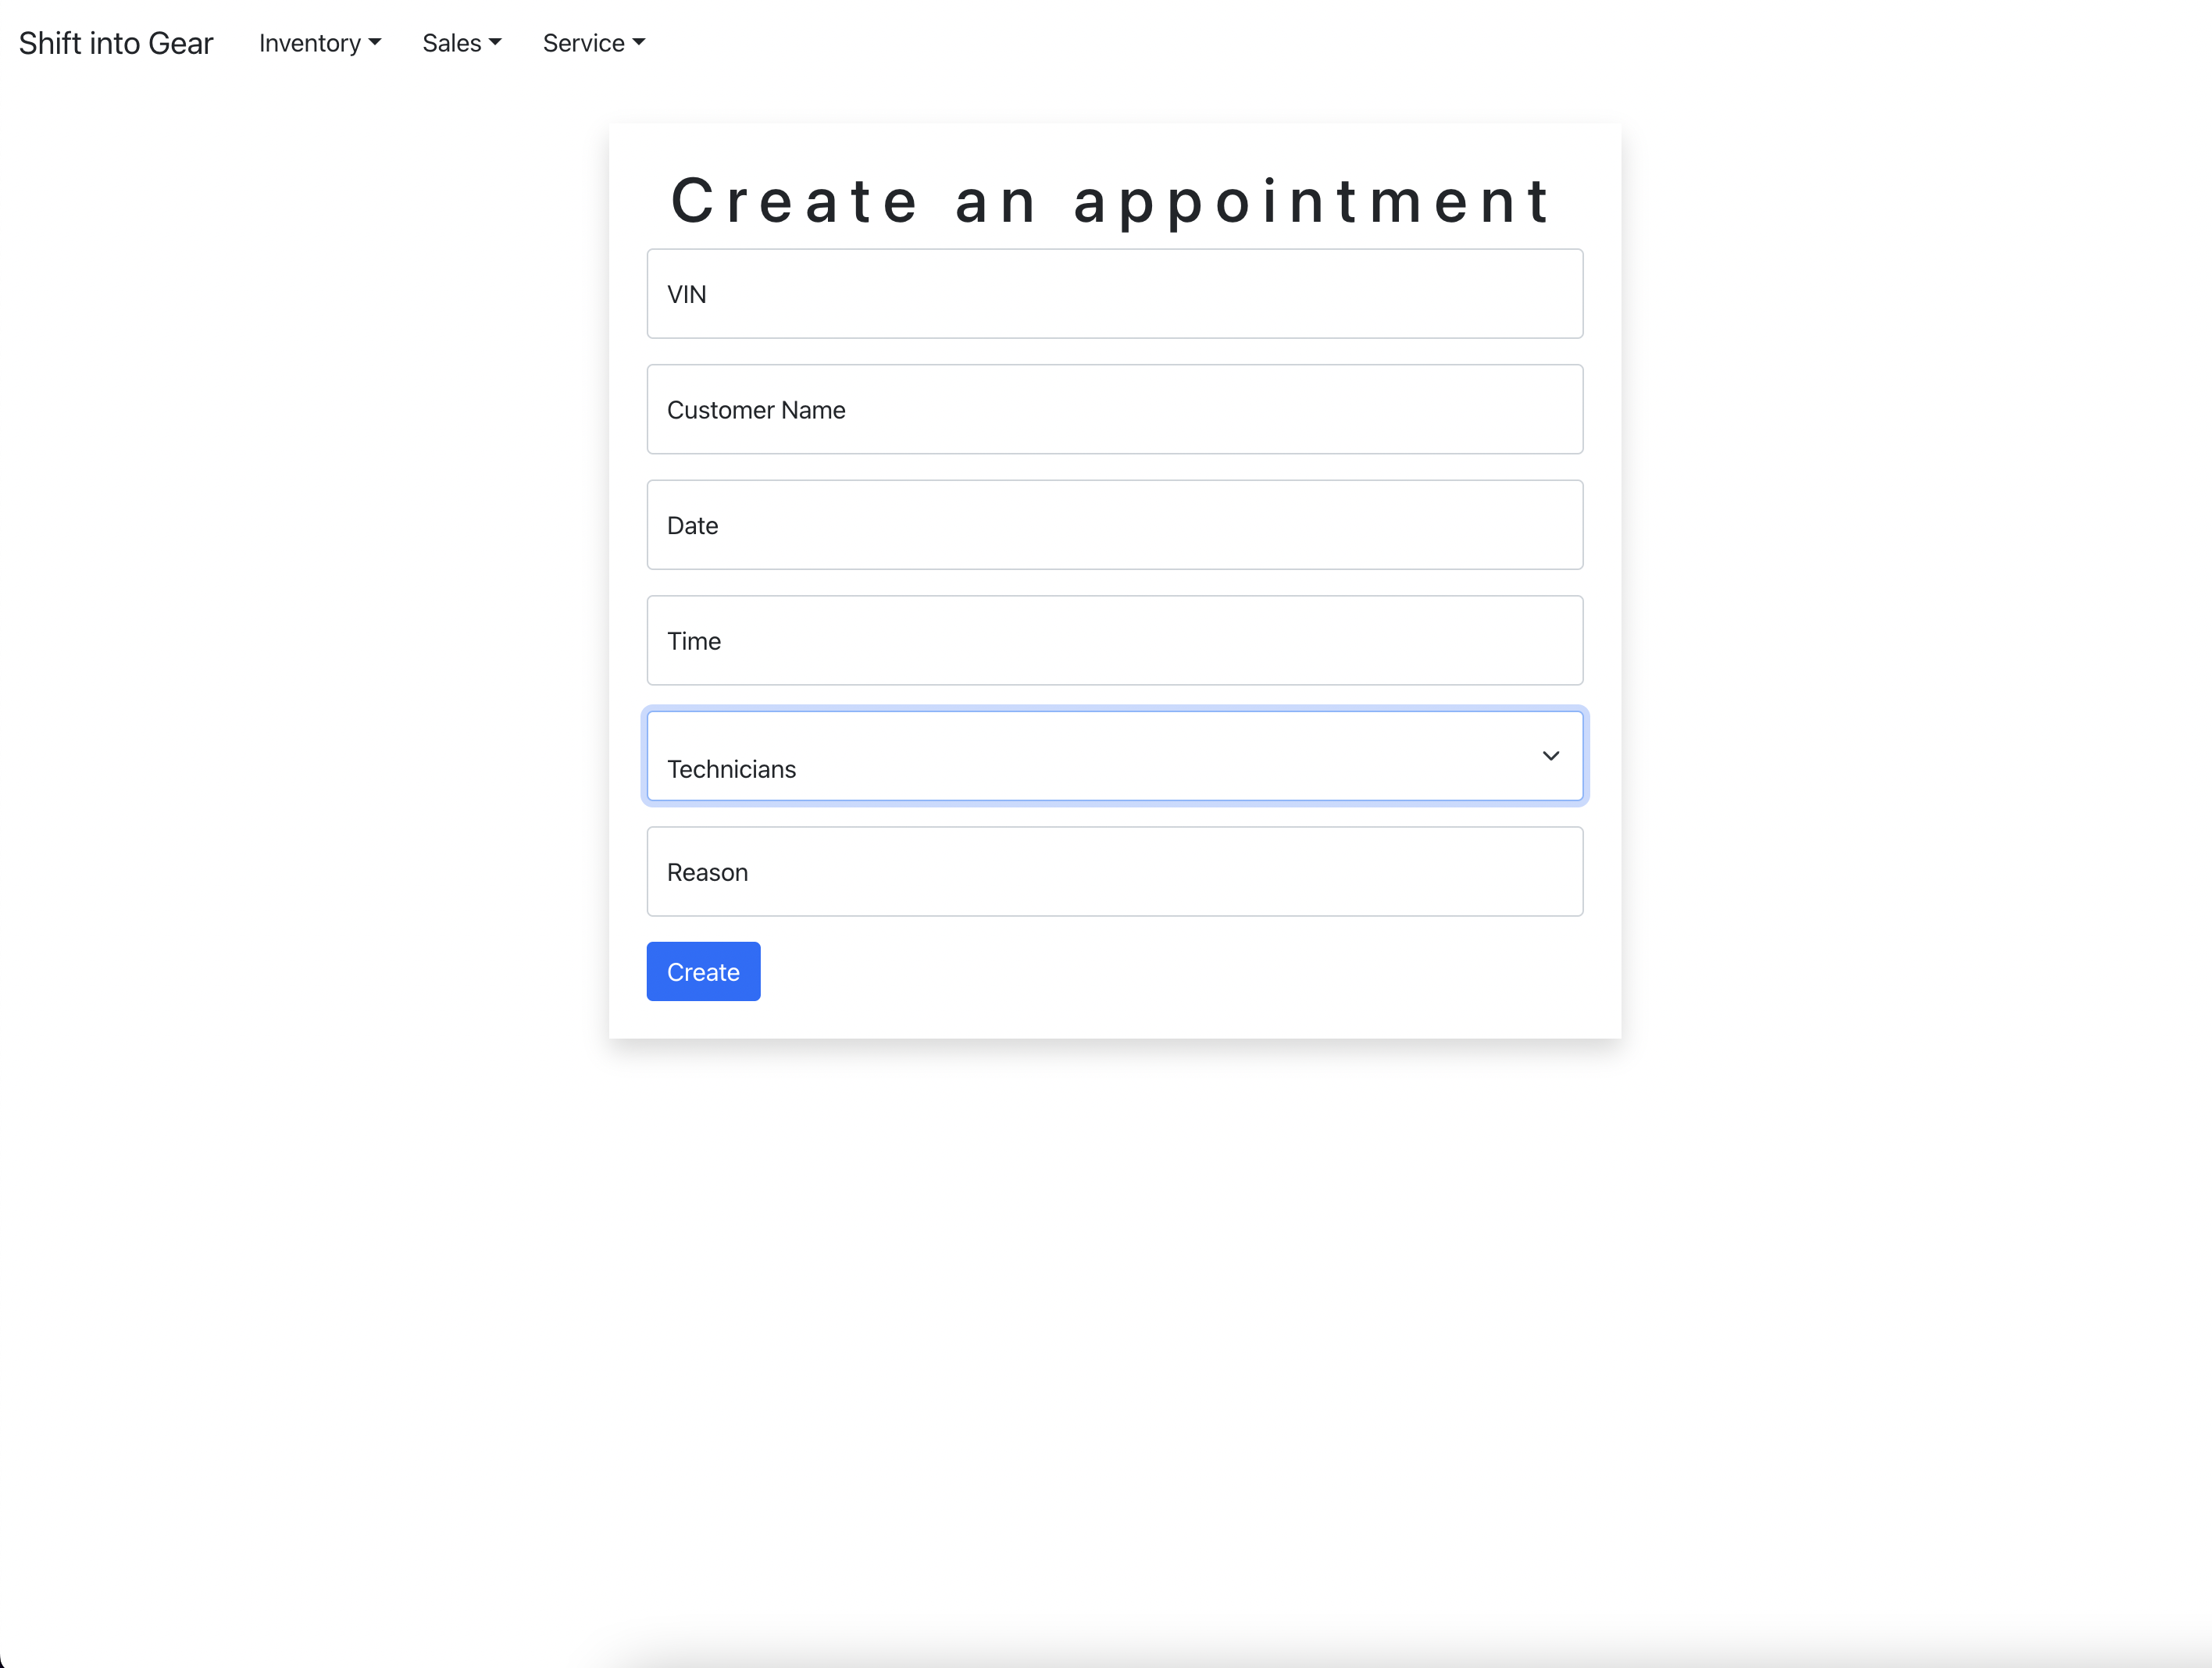 Shift into Gear Inventory Sales Service
Create an appointment
VIN
Customer Name
Date
Time
Technicians
Reason
Create